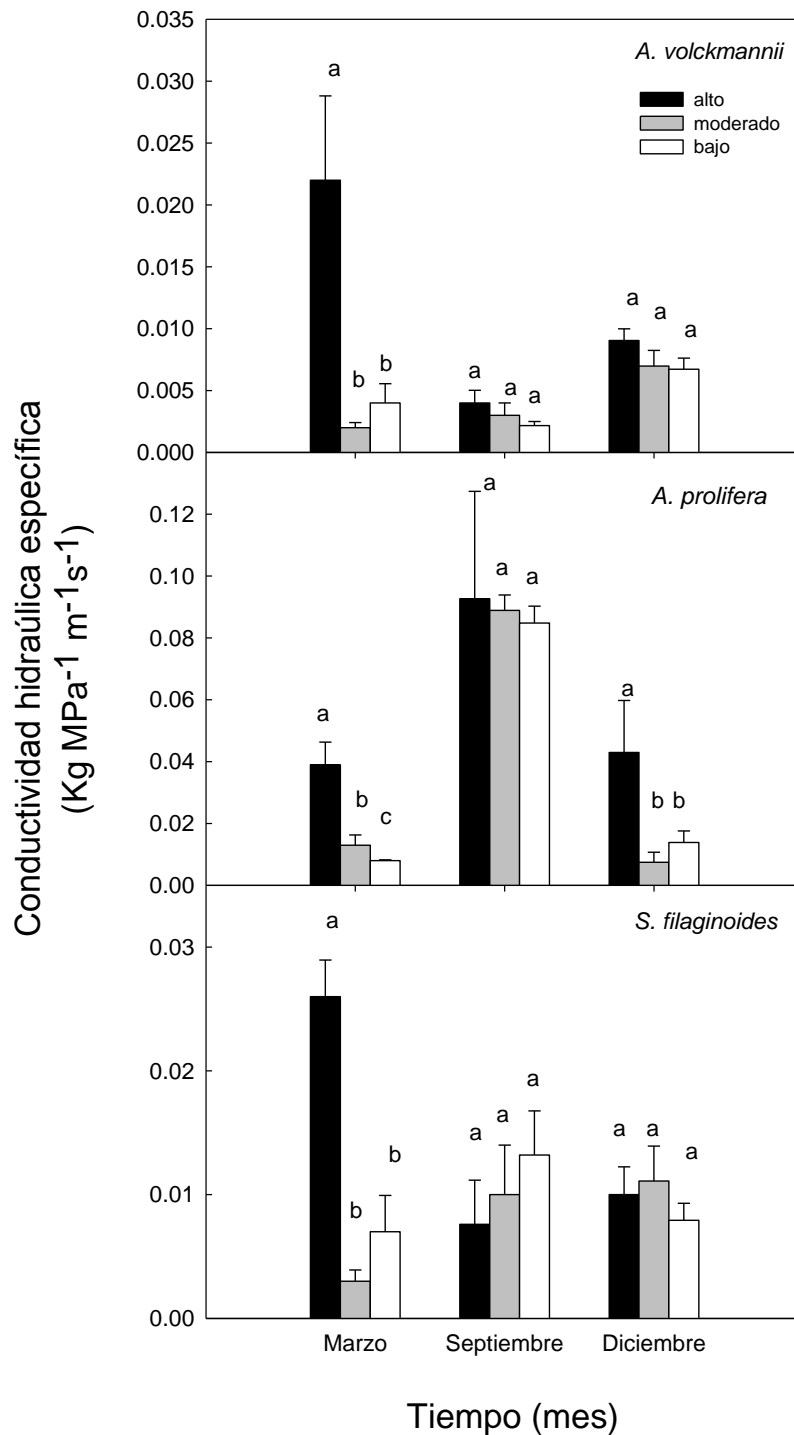 Conductividad hidraúlica específica
(Kg MPa-1 m-1s-1)
0.035
0.030
0.025
0.020
0.015
0.010
0.005
0.000
A. volckmannii
alto
moderado
bajo
a
b
b
a
a
a
a
a
a
0.12
0.10
0.08
0.06
0.04
0.02
0.00
A. prolifera
a
b
c
a
a
a
a
b
b
0.03
0.02
0.01
0.00
S. filaginoides
a
b
b
a
a
a
a
a
a
Marzo
Septiembre
Diciembre
Tiempo (mes)